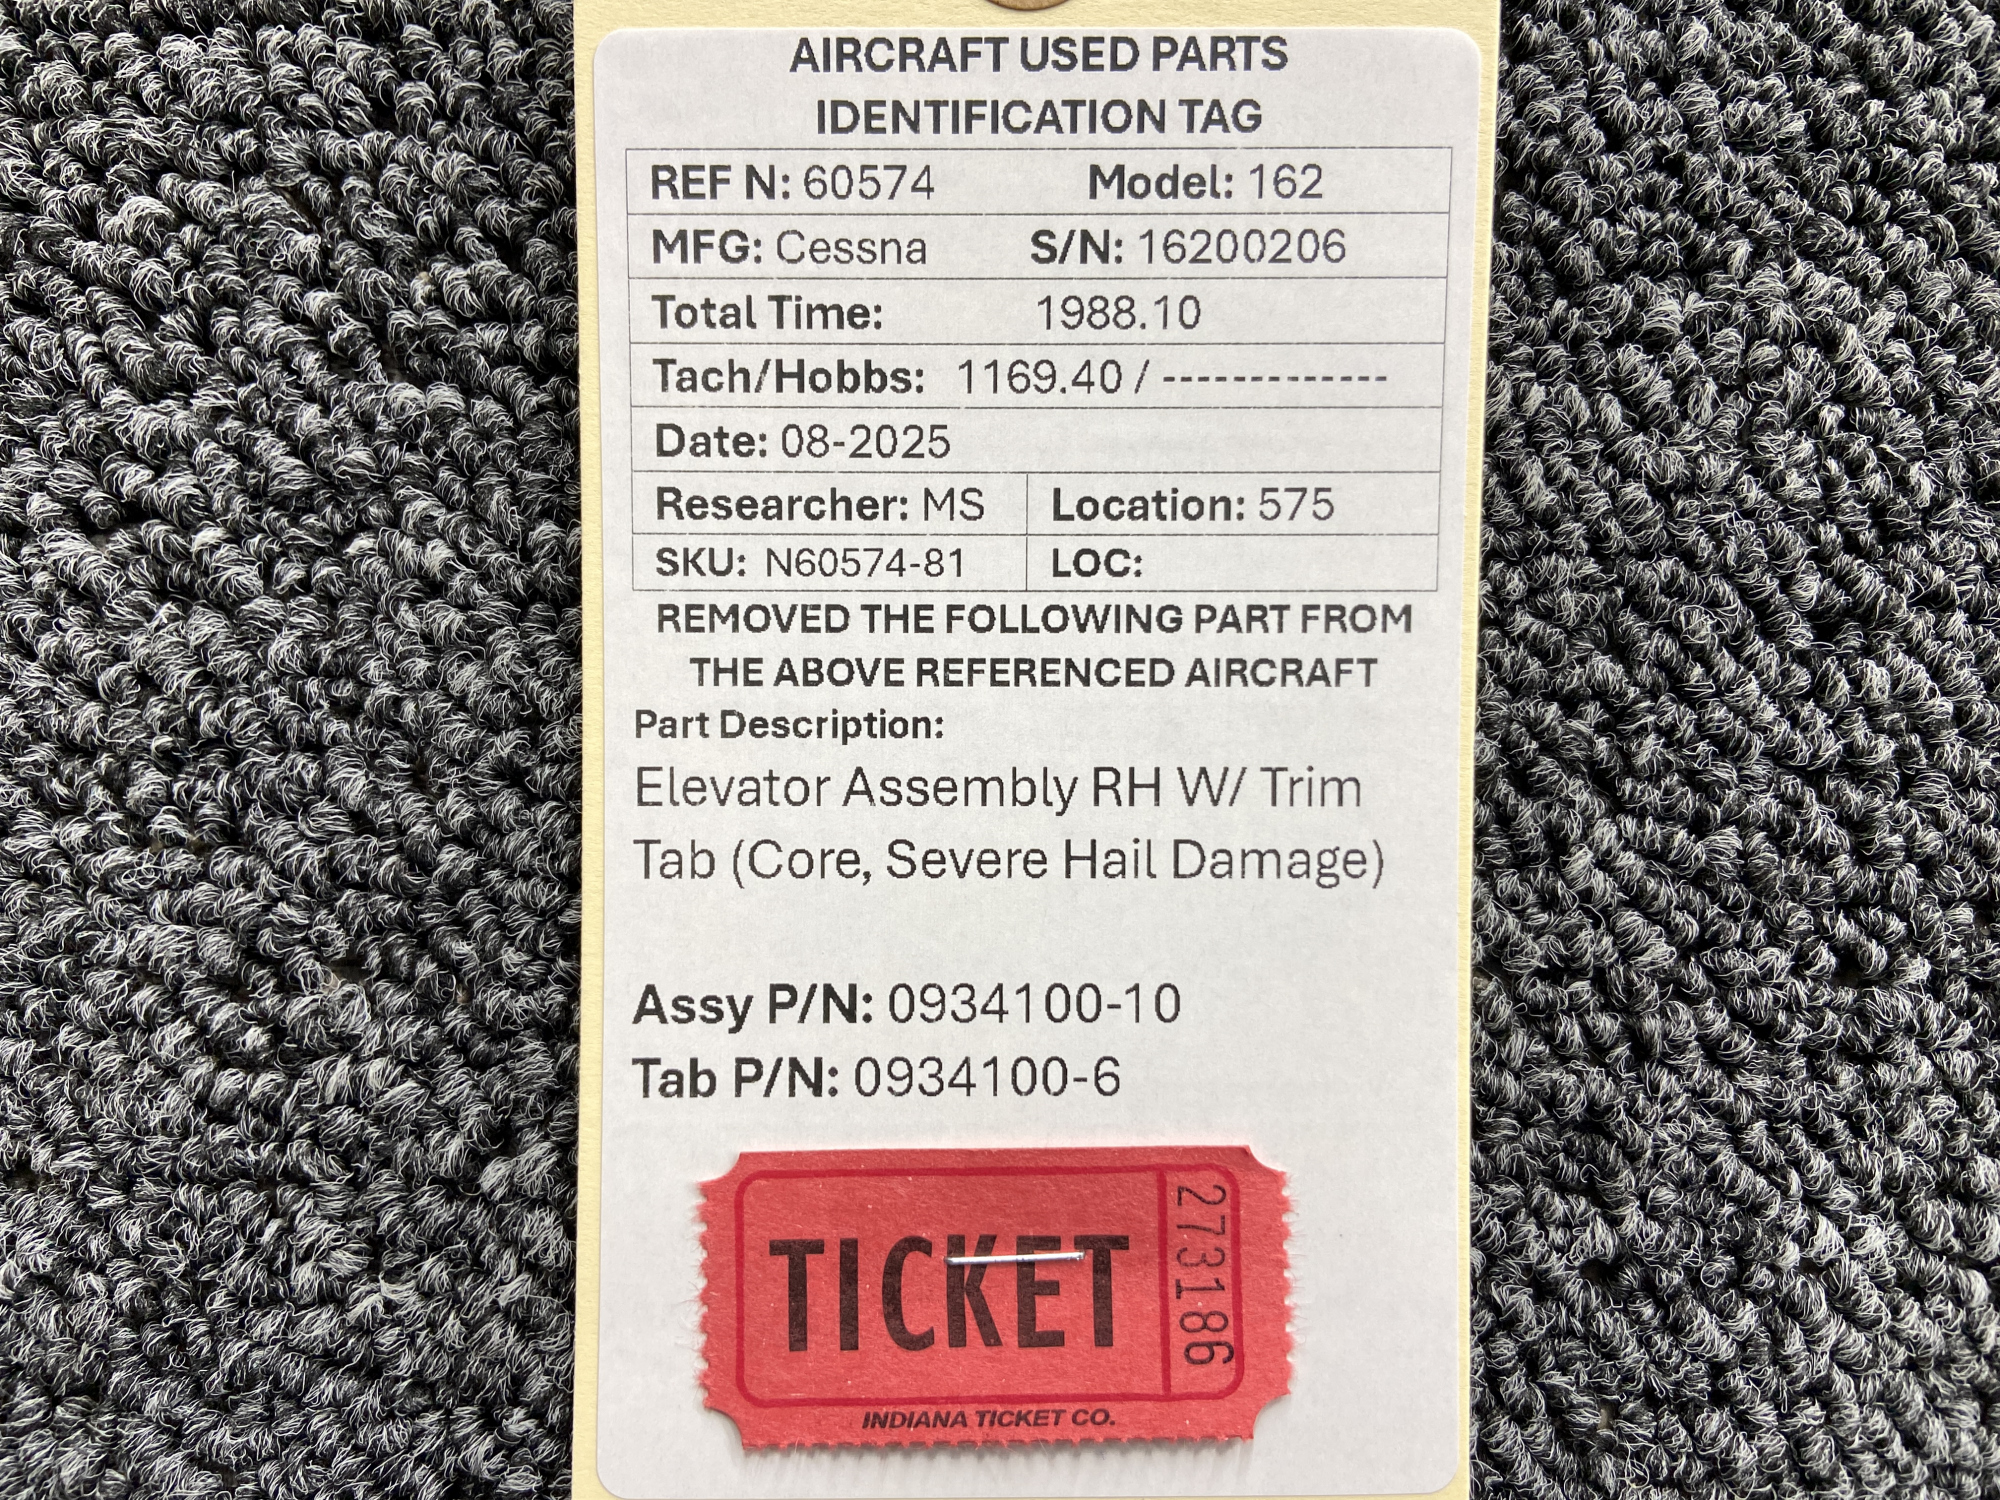 AIRCRAFT USED PARTS
IDENTIFICATION TAG
REF N: 60574 Model: 162
MFG: Cessna S/N: 16200206
Total Time: 1988.10
Tach/Hobbs: 1169.40 / -------------
Date: 08-2025
Researcher: MS Location: 575
SKU: N60574-81 LOC:
REMOVED THE FOLLOWING PART FROM
THE ABOVE REFERENCED AIRCRAFT
Part Description:
Elevator Assembly RH W/ Trim
Tab (Core, Severe Hail Damage)
Assy P/N: 0934100-10
Tab P/N: 0934100-6
TICKET
273186
INDIANA TICKET CO.